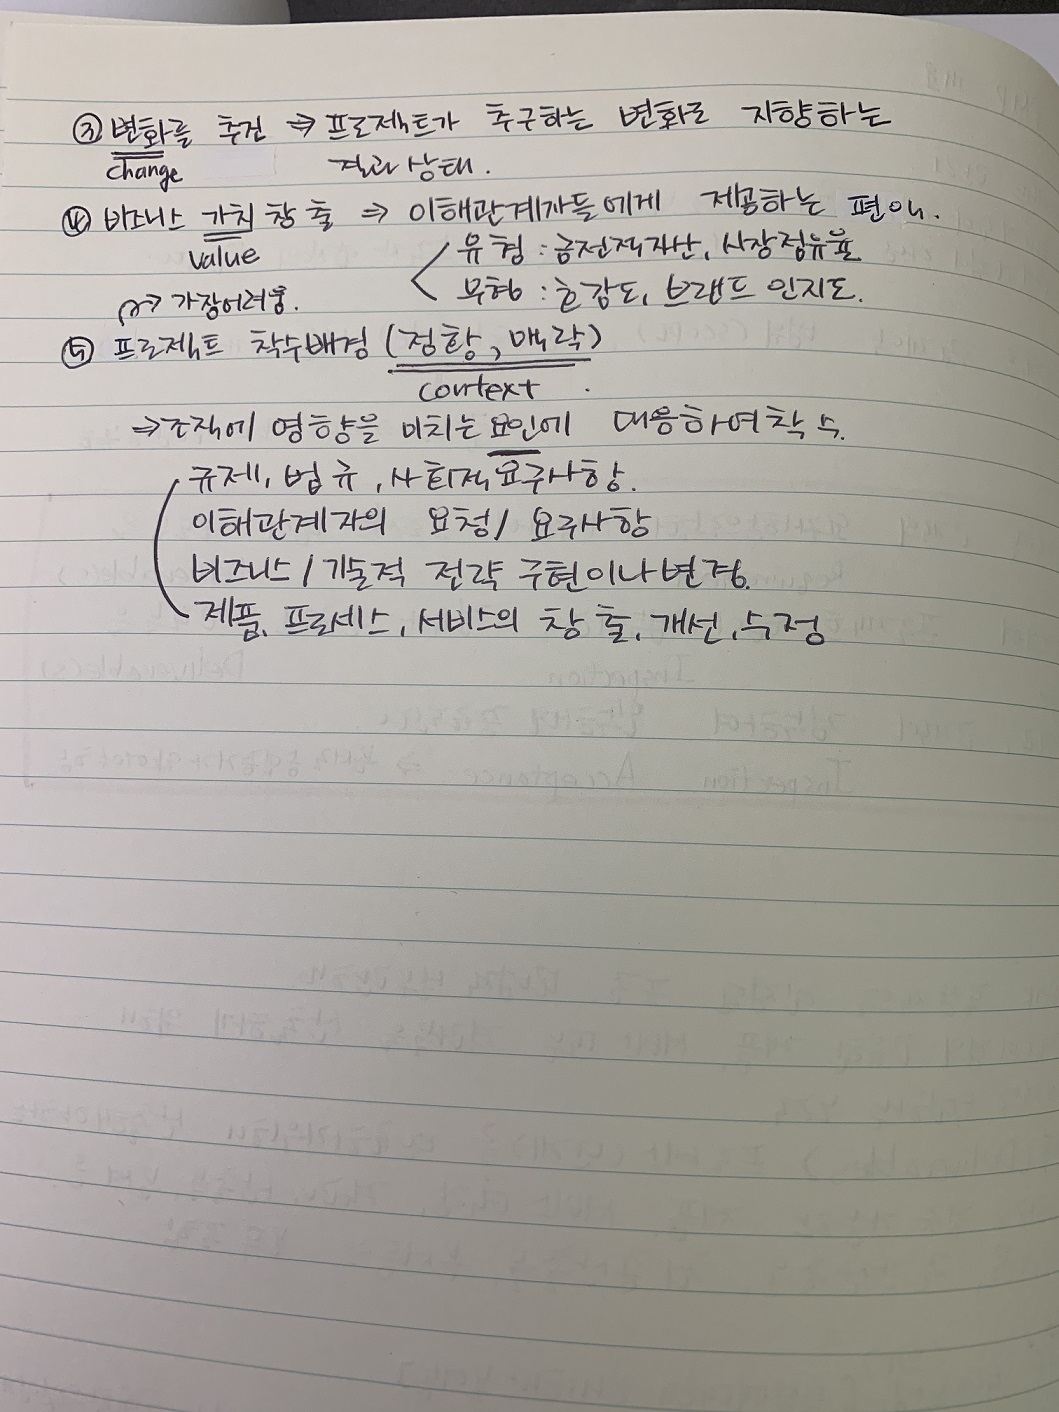 ③ 변화를 추진 ⇒ 프로젝트가 추구하는 변화로 지향하는
change 결과 상태.
④ 비즈니스 가치 창출 ⇒ 이해관계자들에게 제공하는 편익.
value 유형 : 금전적자산, 시장점유율
→ 가장어려움. 무형 : 호감도, 브랜드 인지도.
⑤ 프로젝트 착수배경 (정황, 맥락)
context
⇒ 조직에 영향을 미치는 요인에 대응하여 착수.
규제, 법규, 사회적 요구사항.
이해관계자의 요청/ 요구사항
비즈니스 / 기술적 전략 구현이나 변경.
제품, 프로세스, 서비스의 창출, 개선, 수정